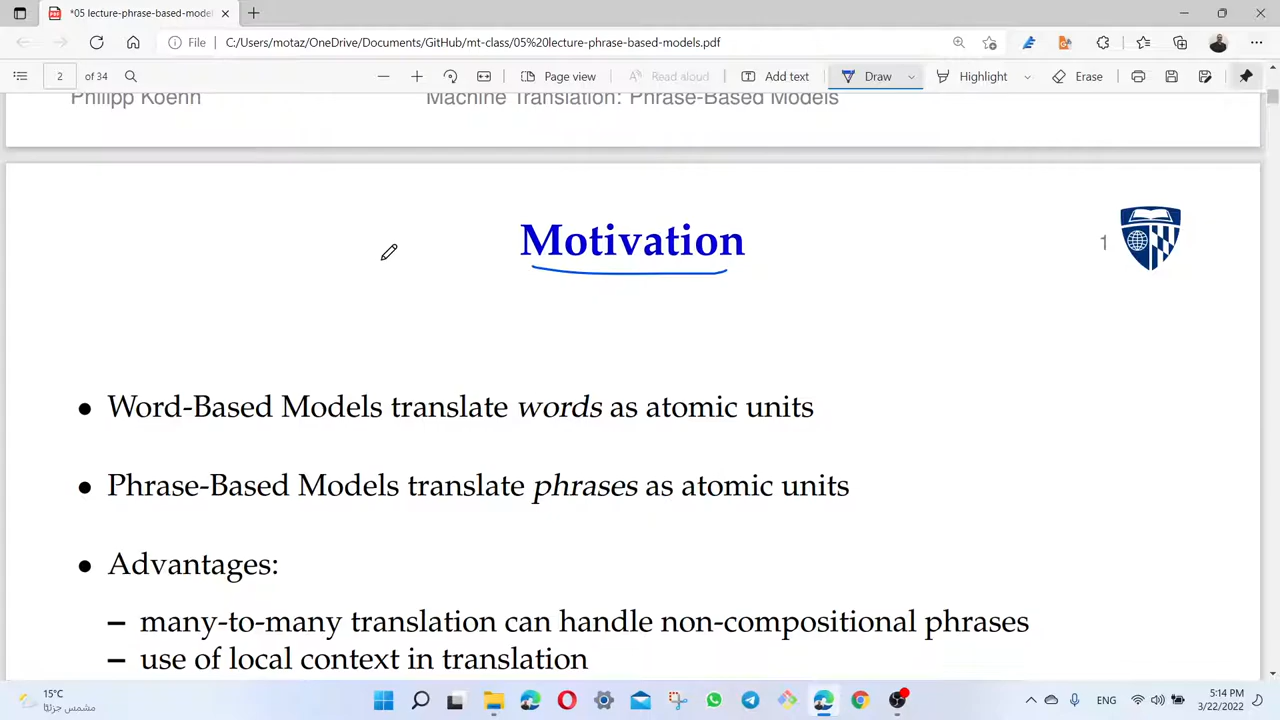 *05 lecture-phrase-based-model
File C:/Users/motaz/OneDrive/Documents/GitHub/mt-class/05%20lecture-phrase-based-models.pdf
2 of 34 Page view Read aloud Add text Draw Highlight Erase
Philipp Koehn Machine Translation: Phrase-Based Models
Motivation 1
• Word-Based Models translate words as atomic units
• Phrase-Based Models translate phrases as atomic units
• Advantages:
– many-to-many translation can handle non-compositional phrases
– use of local context in translation
15°C
مشمس جزئيًا
ENG
5:14 PM
3/22/2022